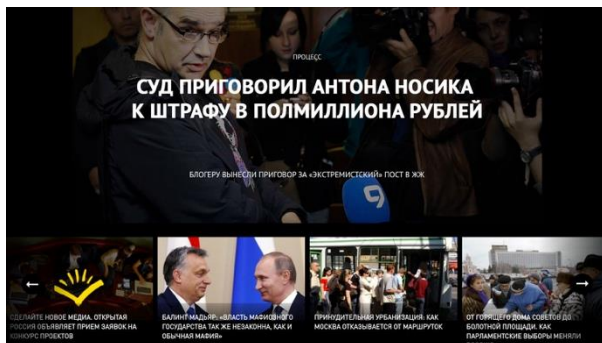 ПРОЦЕСС
СУД ПРИГОВОРИЛ АНТОНА НОСИКА
К ШТРАФУ В ПОЛМИЛЛИОНА РУБЛЕЙ
БЛОГЕРУ ВЫНЕСЛИ ПРИГОВОР ЗА «ЭКСТРЕМИСТСКИЙ» ПОСТ В ЖЖ
9
СДЕЛАЙТЕ НОВОЕ МЕДИА. ОТКРЫТАЯ
РОССИЯ ОБЪЯВЛЯЕТ ПРИЕМ ЗАЯВОК НА
КОНКУРС ПРОЕКТОВ
БАЛИНТ МАДЬЯР: «ВЛАСТЬ МАФИОЗНОГО
ГОСУДАРСТВА ТАК ЖЕ НЕЗАКОННА, КАК И
ОБЫЧНАЯ МАФИЯ»
ПРИНУДИТЕЛЬНАЯ УРБАНИЗАЦИЯ: КАК
МОСКВА ОТКАЗЫВАЕТСЯ ОТ МАРШРУТОК
ОТ ГОРЯЩЕГО ДОМА СОВЕТОВ ДО
БОЛОТНОЙ ПЛОЩАДИ. КАК
ПАРЛАМЕНТСКИЕ ВЫБОРЫ МЕНЯЛИ